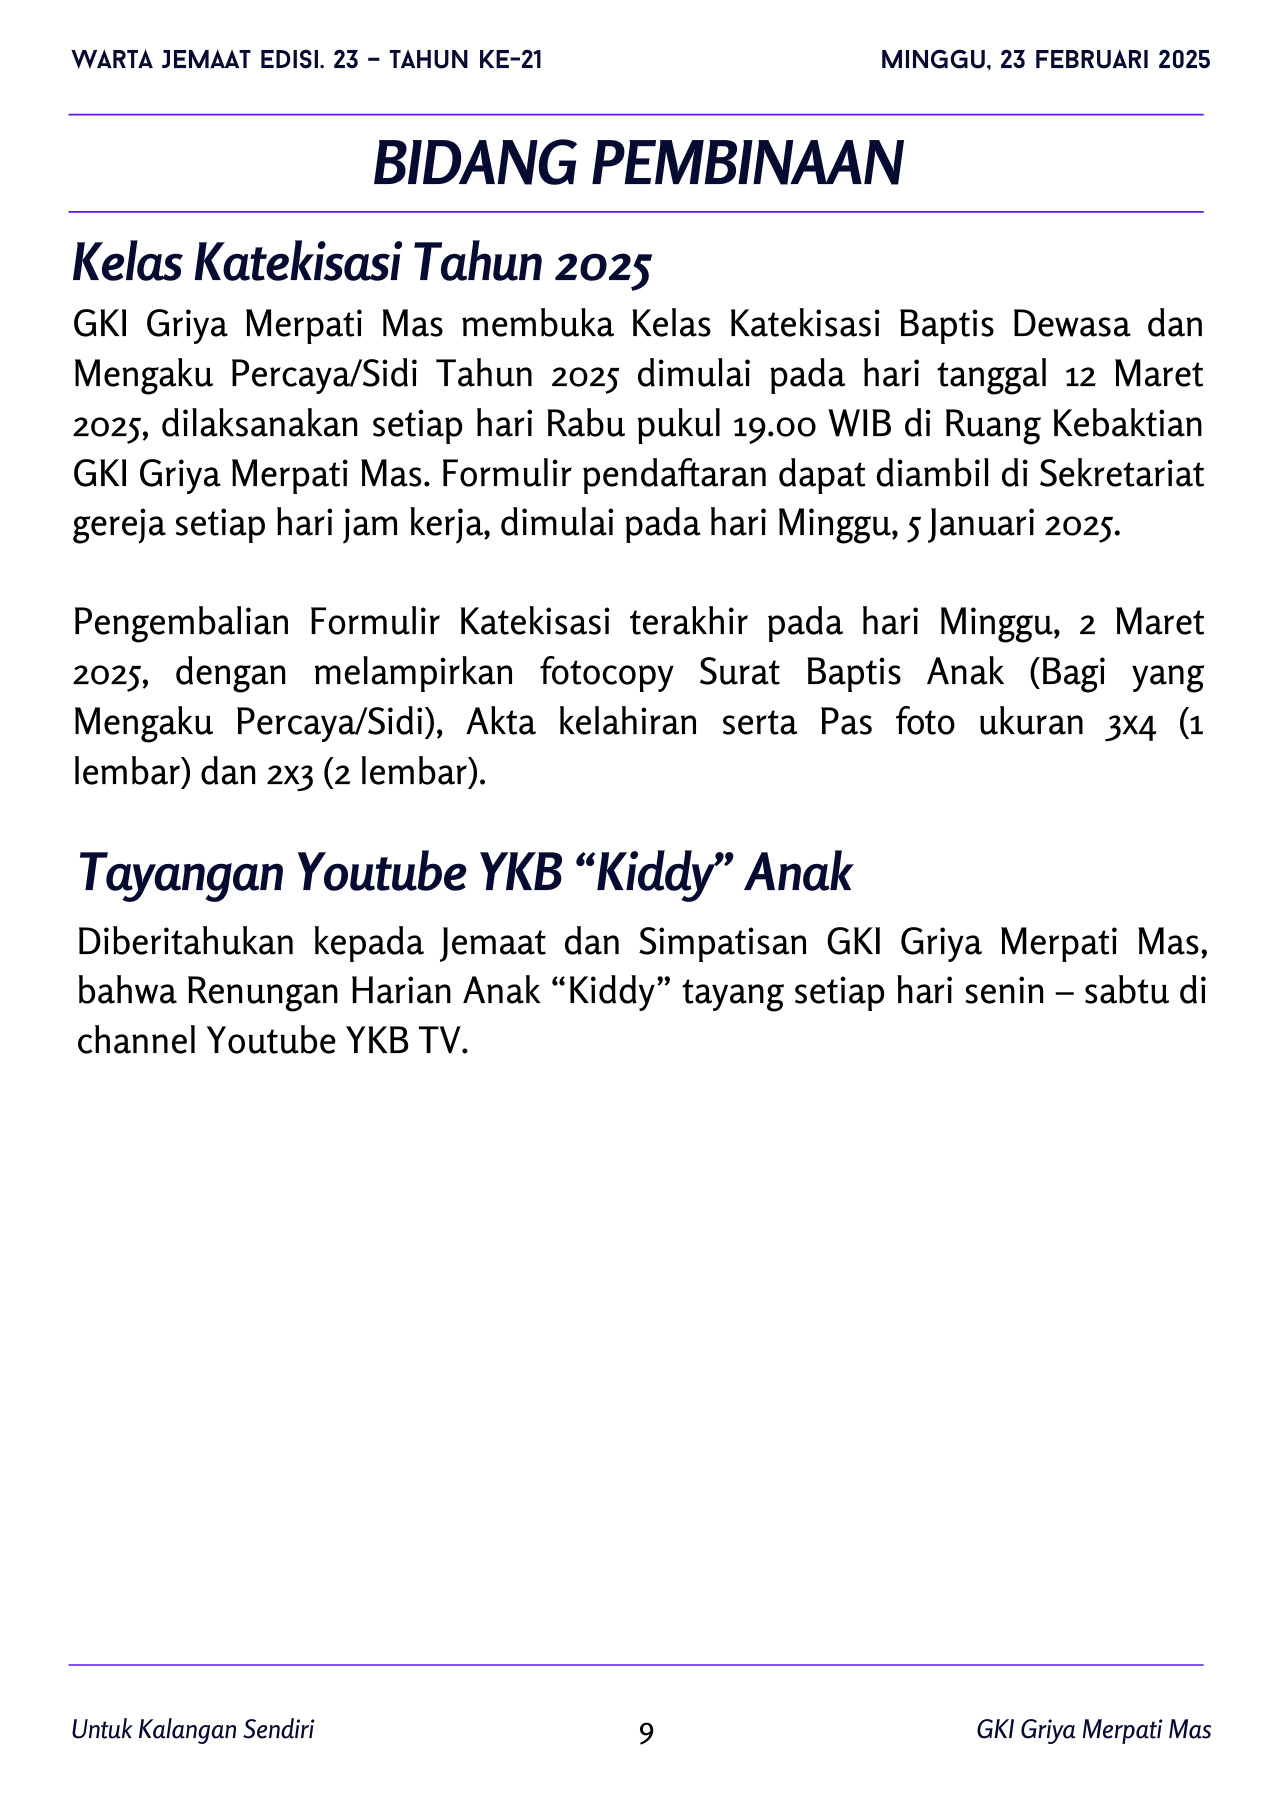 WARTA JEMAAT EDISI. 23 – TAHUN KE-21
MINGGU, 23 FEBRUARI 2025
BIDANG PEMBINAAN
Kelas Katekisasi Tahun 2025
GKI Griya Merpati Mas membuka Kelas Katekisasi Baptis Dewasa dan
Mengaku Percaya/Sidi Tahun 2025 dimulai pada hari tanggal 12 Maret
2025, dilaksanakan setiap hari Rabu pukul 19.00 WIB di Ruang Kebaktian
GKI Griya Merpati Mas. Formulir pendaftaran dapat diambil di Sekretariat
gereja setiap hari jam kerja, dimulai pada hari Minggu, 5 Januari 2025.
Pengembalian Formulir Katekisasi terakhir pada hari Minggu, 2 Maret
2025, dengan melampirkan fotocopy Surat Baptis Anak (Bagi yang
Mengaku Percaya/Sidi), Akta kelahiran serta Pas foto ukuran 3x4 (1
lembar) dan 2x3 (2 lembar).
Tayangan Youtube YKB “Kiddy” Anak
Diberitahukan kepada Jemaat dan Simpatisan GKI Griya Merpati Mas,
bahwa Renungan Harian Anak “Kiddy” tayang setiap hari senin – sabtu di
channel Youtube YKB TV.
Untuk Kalangan Sendiri
9
GKI Griya Merpati Mas